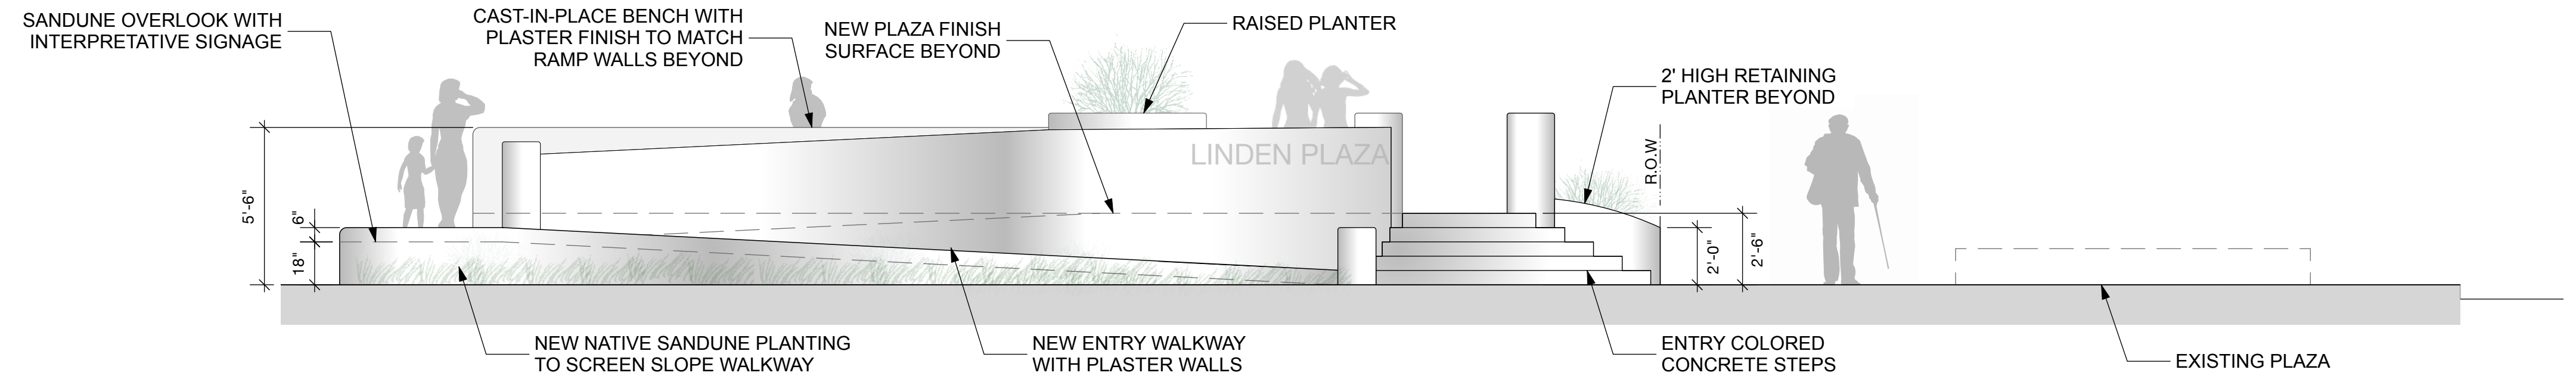 SANDUNE OVERLOOK WITH
INTERPRETATIVE SIGNAGE
CAST-IN-PLACE BENCH WITH
PLASTER FINISH TO MATCH
RAMP WALLS BEYOND
NEW PLAZA FINISH
SURFACE BEYOND
RAISED PLANTER
2' HIGH RETAINING
PLANTER BEYOND
LINDEN PLAZA
R.O.W
5'-6"
6"
18"
2'-0"
2'-6"
NEW NATIVE SANDUNE PLANTING
TO SCREEN SLOPE WALKWAY
NEW ENTRY WALKWAY
WITH PLASTER WALLS
ENTRY COLORED
CONCRETE STEPS
EXISTING PLAZA